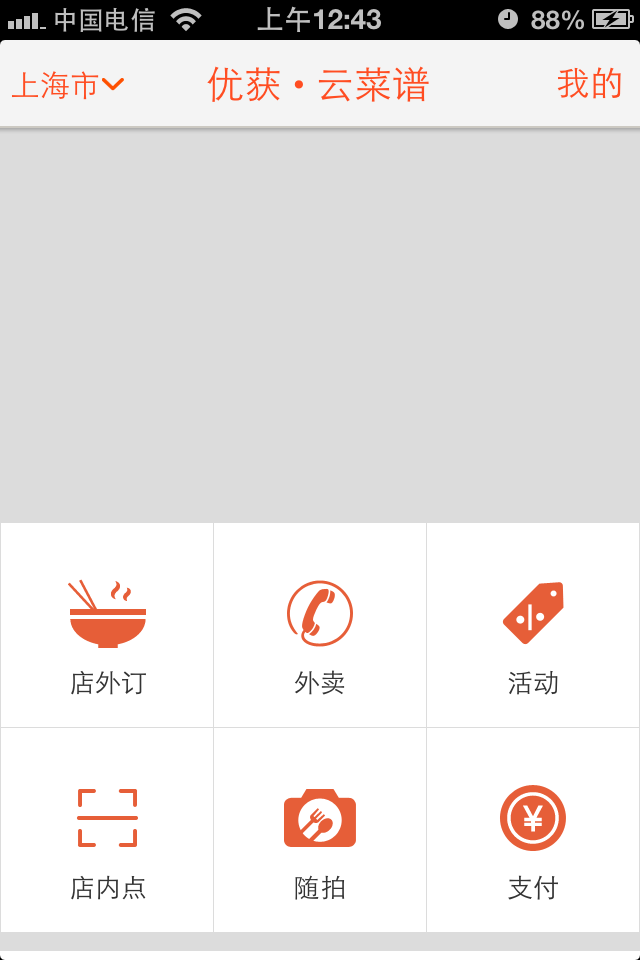 中国电信 上午12:43 88%
上海市 优获·云菜谱 我的
店外订 外卖 活动
店内点 随拍 支付